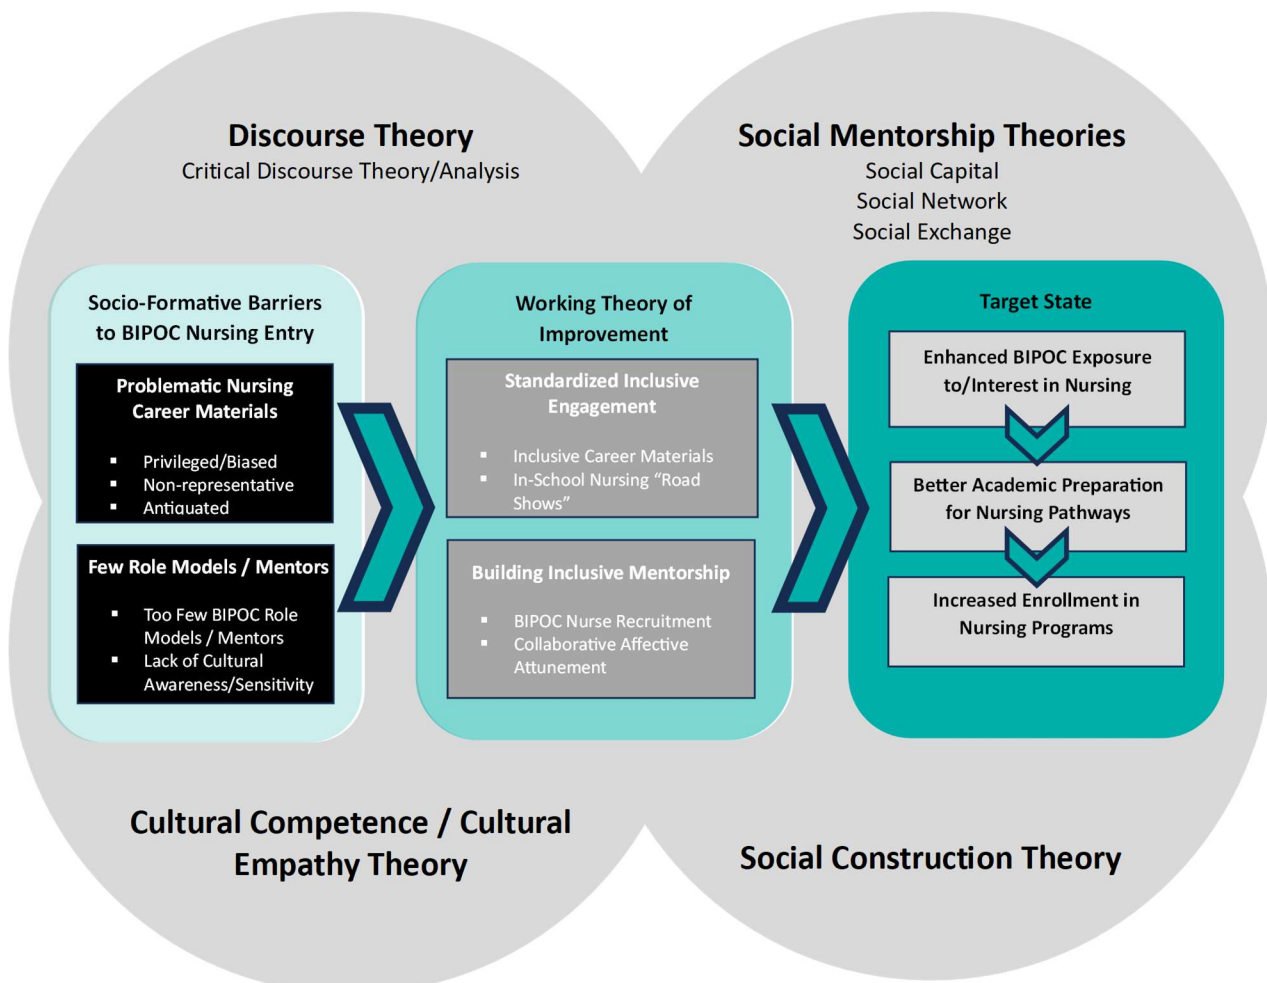 Discourse Theory
Critical Discourse Theory/Analysis
Social Mentorship Theories
Social Capital
Social Network
Social Exchange
Socio-Formative Barriers
to BIPOC Nursing Entry
Problematic Nursing
Career Materials
▪ Privileged/Biased
▪ Non-representative
▪ Antiquated
Few Role Models / Mentors
▪ Too Few BIPOC Role
Models / Mentors
▪ Lack of Cultural
Awareness/Sensitivity
Working Theory of
Improvement
Standardized Inclusive
Engagement
▪ Inclusive Career Materials
▪ In-School Nursing “Road
Shows”
Building Inclusive Mentorship
▪ BIPOC Nurse Recruitment
▪ Collaborative Affective
Attunement
Target State
Enhanced BIPOC Exposure
to/Interest in Nursing
Better Academic Preparation
for Nursing Pathways
Increased Enrollment in
Nursing Programs
Cultural Competence / Cultural
Empathy Theory
Social Construction Theory